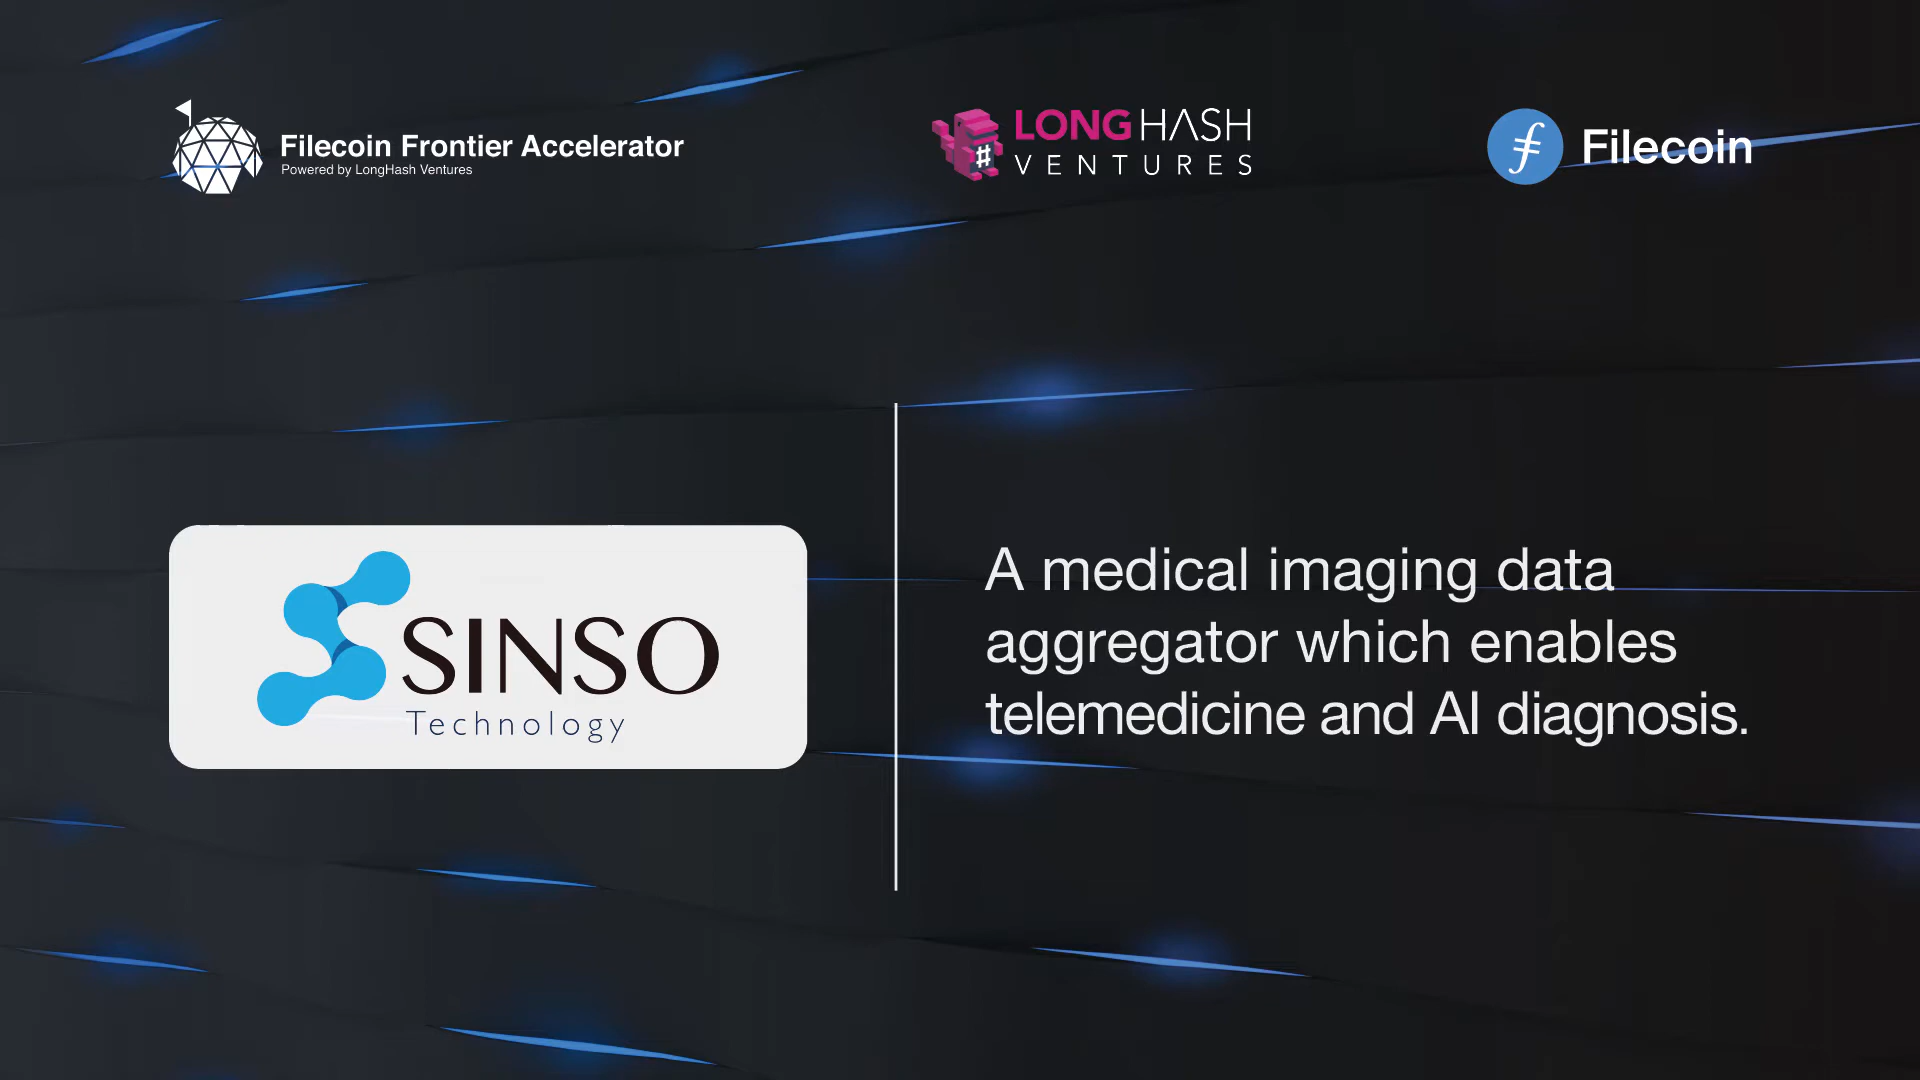 Filecoin Frontier Accelerator
Powered by LongHash Ventures
LONGHASH
VENTURES
Filecoin
SINSO
Technology
A medical imaging data
aggregator which enables
telemedicine and AI diagnosis.